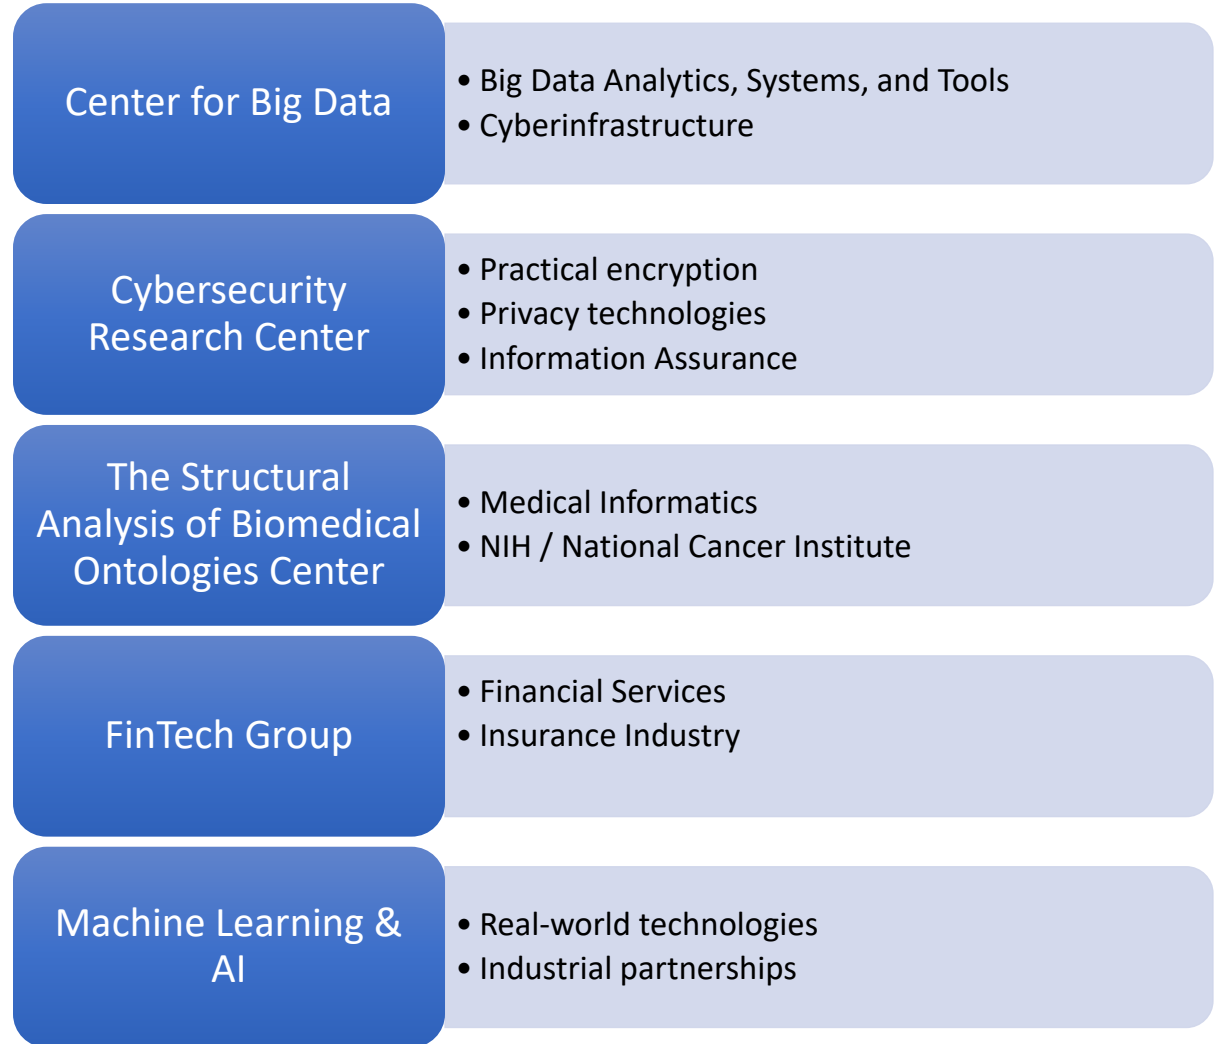 Center for Big Data
• Big Data Analytics, Systems, and Tools
• Cyberinfrastructure
Cybersecurity
Research Center
• Practical encryption
• Privacy technologies
• Information Assurance
The Structural
Analysis of Biomedical
Ontologies Center
• Medical Informatics
• NIH / National Cancer Institute
FinTech Group
• Financial Services
• Insurance Industry
Machine Learning &
AI
• Real-world technologies
• Industrial partnerships